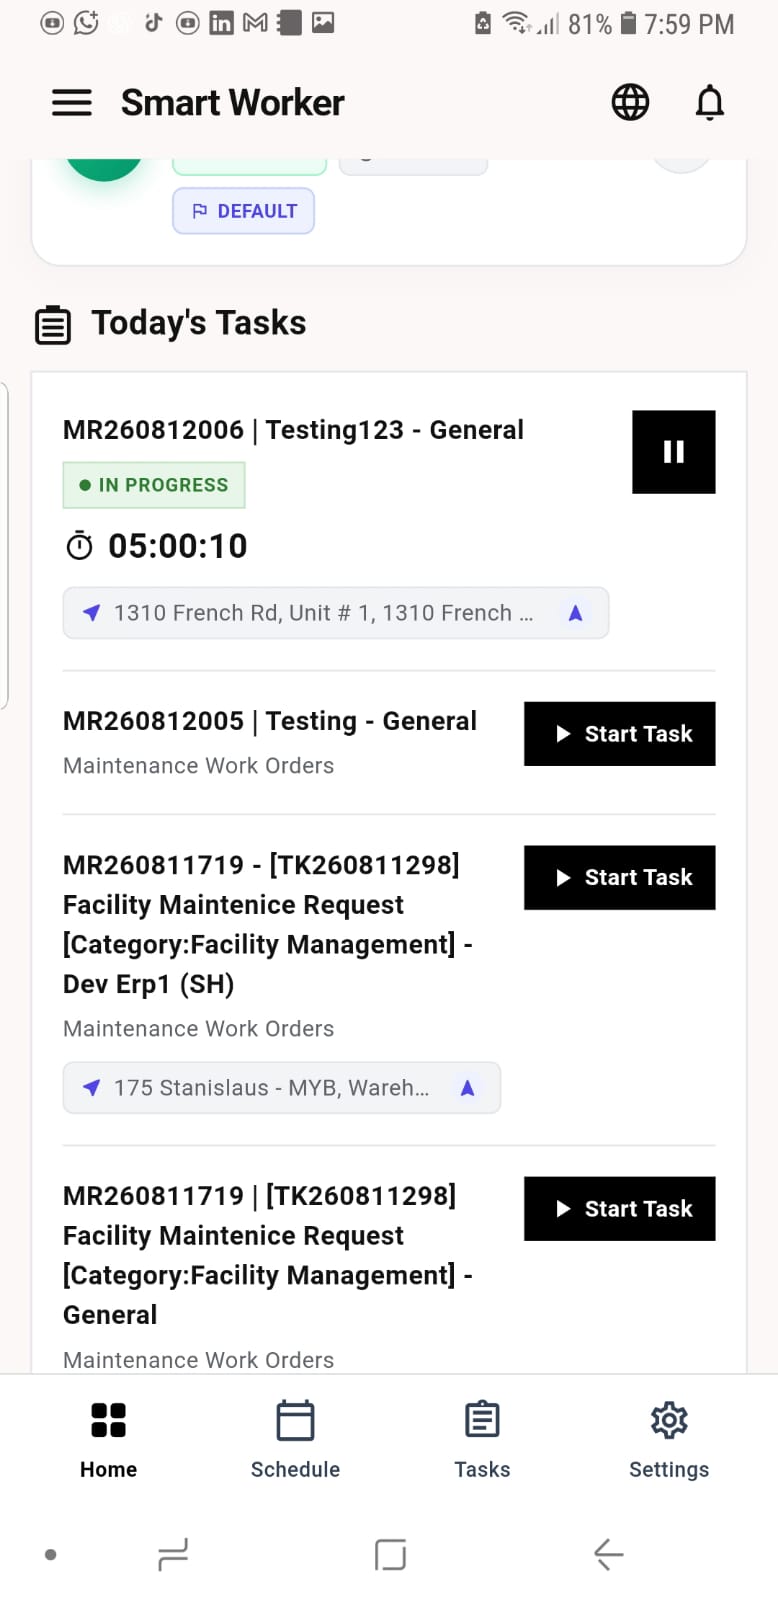 81% 7:59 PM
Smart Worker
DEFAULT
Today's Tasks
MR260812006 | Testing123 - General
IN PROGRESS
05:00:10
1310 French Rd, Unit # 1, 1310 French ...
MR260812005 | Testing - General
Start Task
Maintenance Work Orders
MR260811719 - [TK260811298]
Facility Maintenice Request
[Category:Facility Management] -
Dev Erp1 (SH)
Start Task
Maintenance Work Orders
175 Stanislaus - MYB, Wareh...
MR260811719 | [TK260811298]
Facility Maintenice Request
[Category:Facility Management] -
General
Start Task
Maintenance Work Orders
Home
Schedule
Tasks
Settings